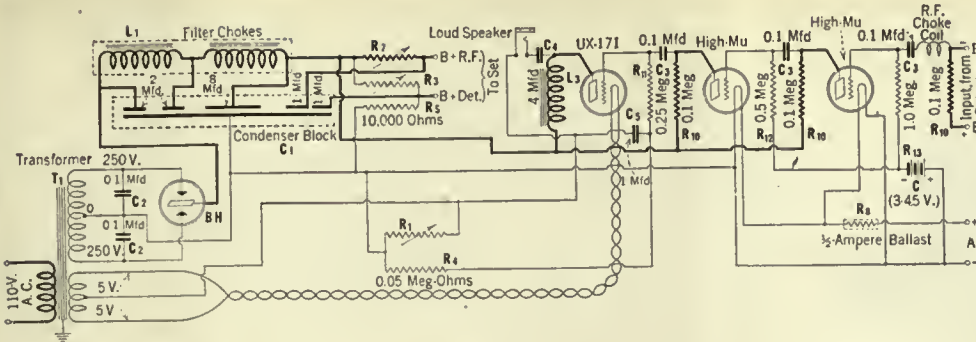 L1
Filter Chokes
2 Mfd
8 Mfd
1 Mfd
1 Mfd
Condenser Block
C1
R2
R3
R5
10,000 Ohms
B+R.F.
B+Det.
To Set
Loud Speaker
C4
4 Mfd
L3
UX-171
C5
1 Mfd
0.1 Mfd
C3
R11
0.25 Meg
0.1 Meg
R10
High-Mu
0.1 Mfd
C3
0.5 Meg
0.1 Meg
R12
R10
High-Mu
0.1 Mfd
C3
R.F.
Choke
Coil
1.0 Meg
0.1 Meg
R10
Input from
R13
C
(3-4.5 V.)
R8
½-Ampere Ballast
A
Transformer
T1
250 V.
0.1 Mfd
C2
0
0.1 Mfd
C2
250 V.
BH
R1
R4
0.05 Meg-Ohms
110-V.
A.C.
5 V.
5 V.